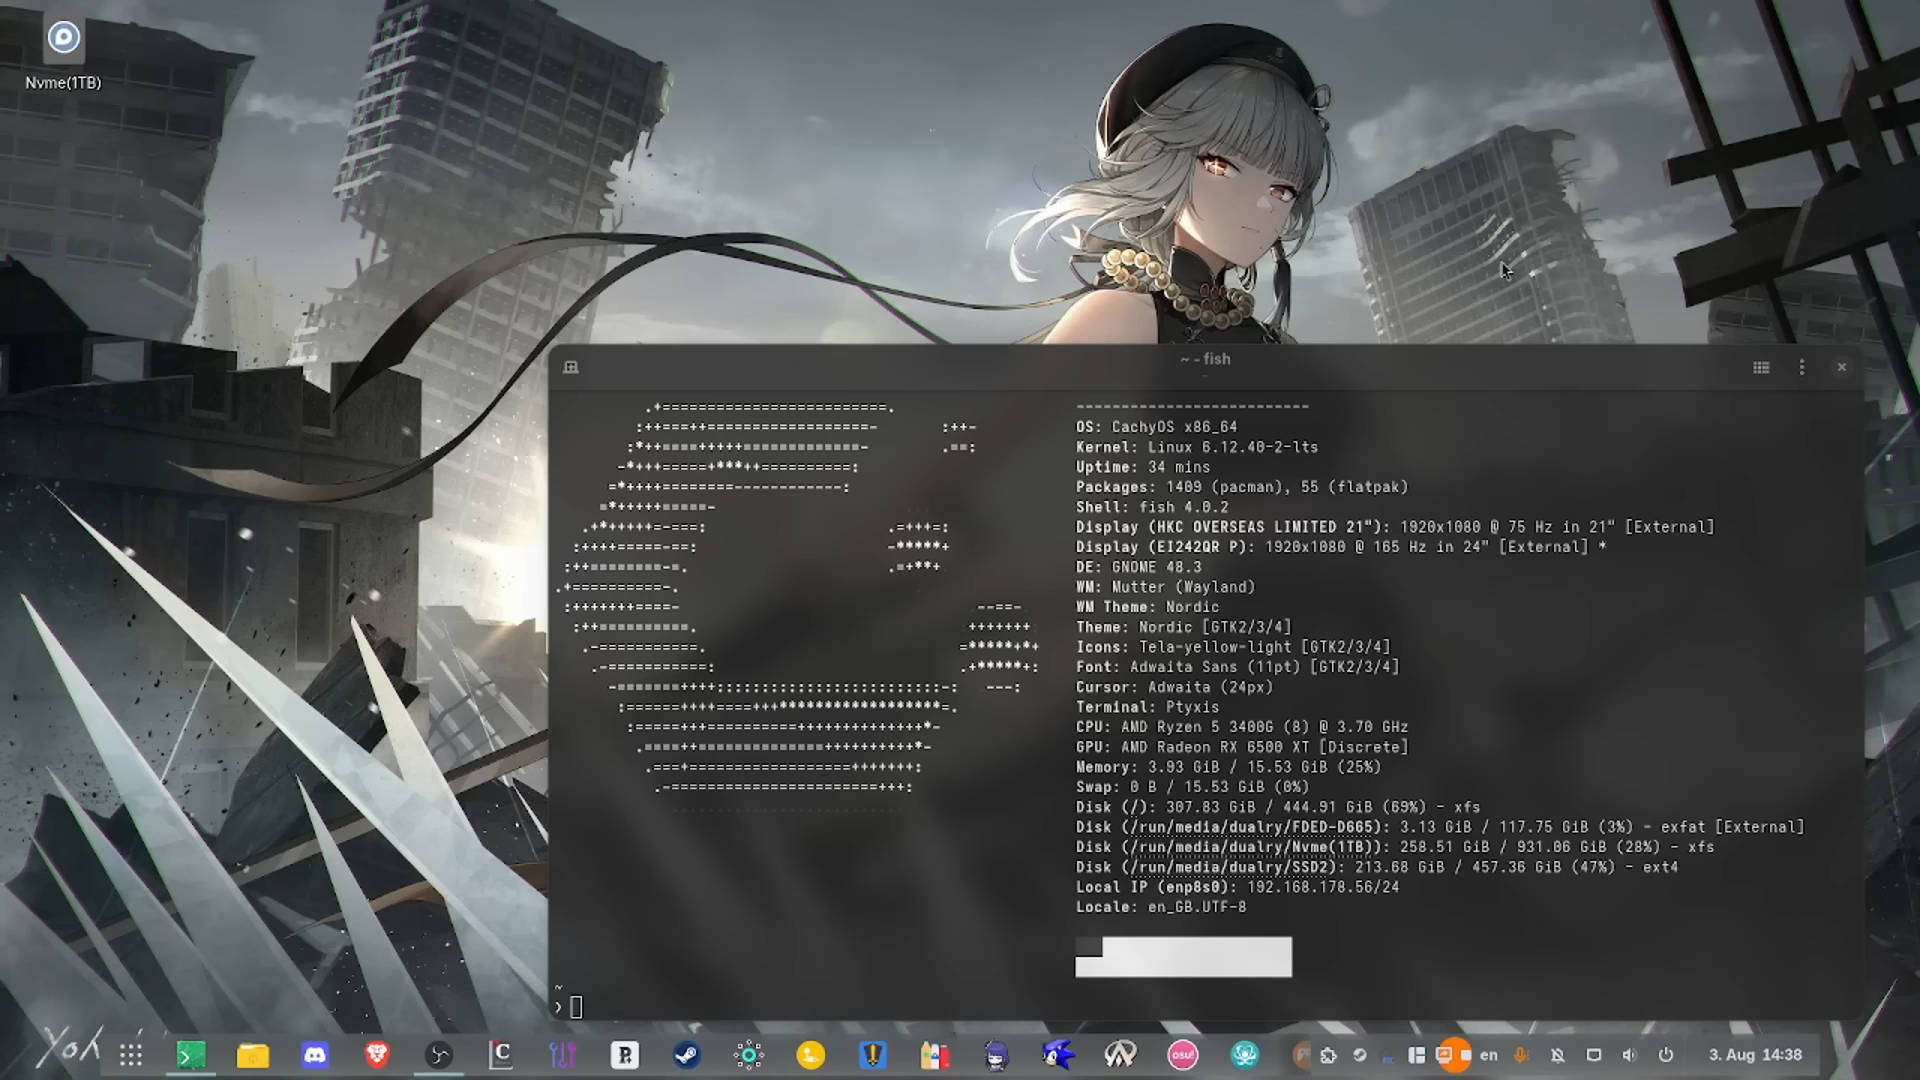 Nvme(1TB)
~ - fish
--------------------------
OS: CachyOS x86_64
Kernel: Linux 6.12.40-2-lts
Uptime: 34 mins
Packages: 1409 (pacman), 55 (flatpak)
Shell: fish 4.0.2
Display (HKC OVERSEAS LIMITED 21"): 1920x1080 @ 75 Hz in 21" [External]
Display (EI242QR P): 1920x1080 @ 165 Hz in 24" [External] *
DE: GNOME 48.3
WM: Mutter (Wayland)
WM Theme: Nordic
Theme: Nordic [GTK2/3/4]
Icons: Tela-yellow-light [GTK2/3/4]
Font: Adwaita Sans (11pt) [GTK2/3/4]
Cursor: Adwaita (24px)
Terminal: Ptyxis
CPU: AMD Ryzen 5 3400G (8) @ 3.70 GHz
GPU: AMD Radeon RX 6500 XT [Discrete]
Memory: 3.93 GiB / 15.53 GiB (25%)
Swap: 0 B / 15.53 GiB (0%)
Disk (/): 307.83 GiB / 444.91 GiB (69%) - xfs
Disk (/run/media/dualry/FDED-D665): 3.13 GiB / 117.75 GiB (3%) - exfat [External]
Disk (/run/media/dualry/Nvme(1TB)): 258.51 GiB / 931.06 GiB (28%) - xfs
Disk (/run/media/dualry/SSD2): 213.68 GiB / 457.36 GiB (47%) - ext4
Local IP (enp8s0): 192.168.178.56/24
Locale: en_GB.UTF-8
~
❯
osu!
en
3. Aug 14:38